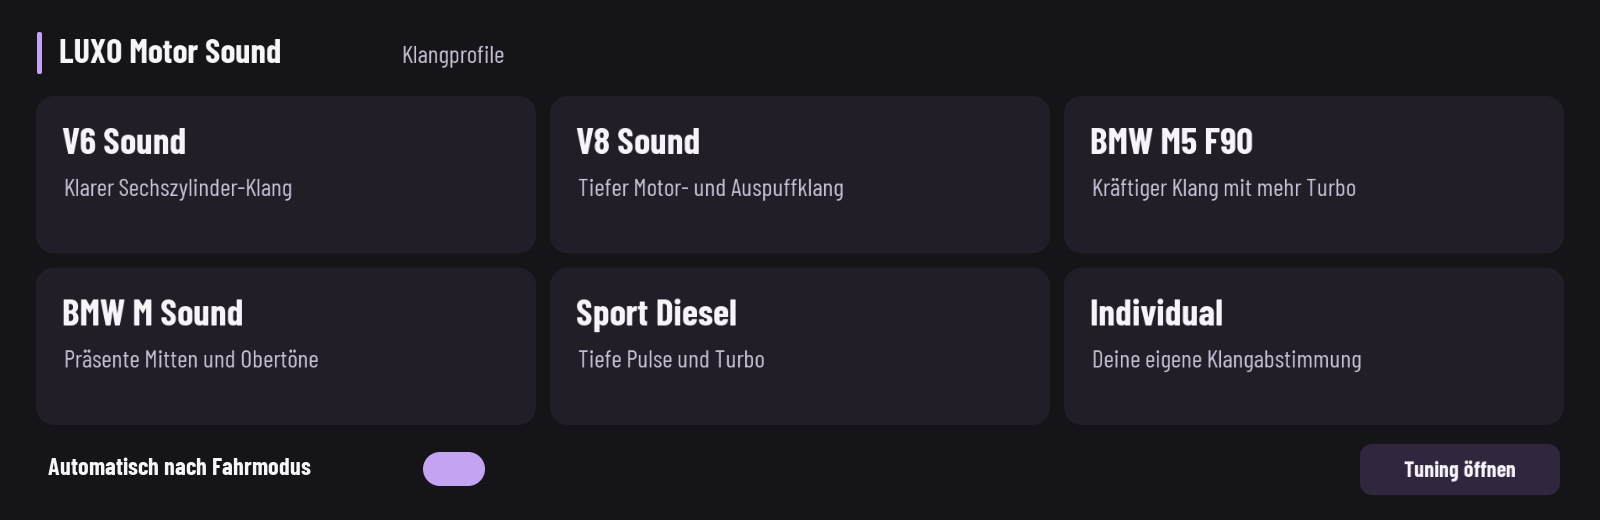 LUXO Motor Sound
Klangprofile
V6 Sound
Klarer Sechszylinder-Klang
V8 Sound
Tiefer Motor- und Auspuffklang
BMW M5 F90
Kräftiger Klang mit mehr Turbo
BMW M Sound
Präsente Mitten und Obertöne
Sport Diesel
Tiefe Pulse und Turbo
Individual
Deine eigene Klangabstimmung
Automatisch nach Fahrmodus
Tuning öffnen